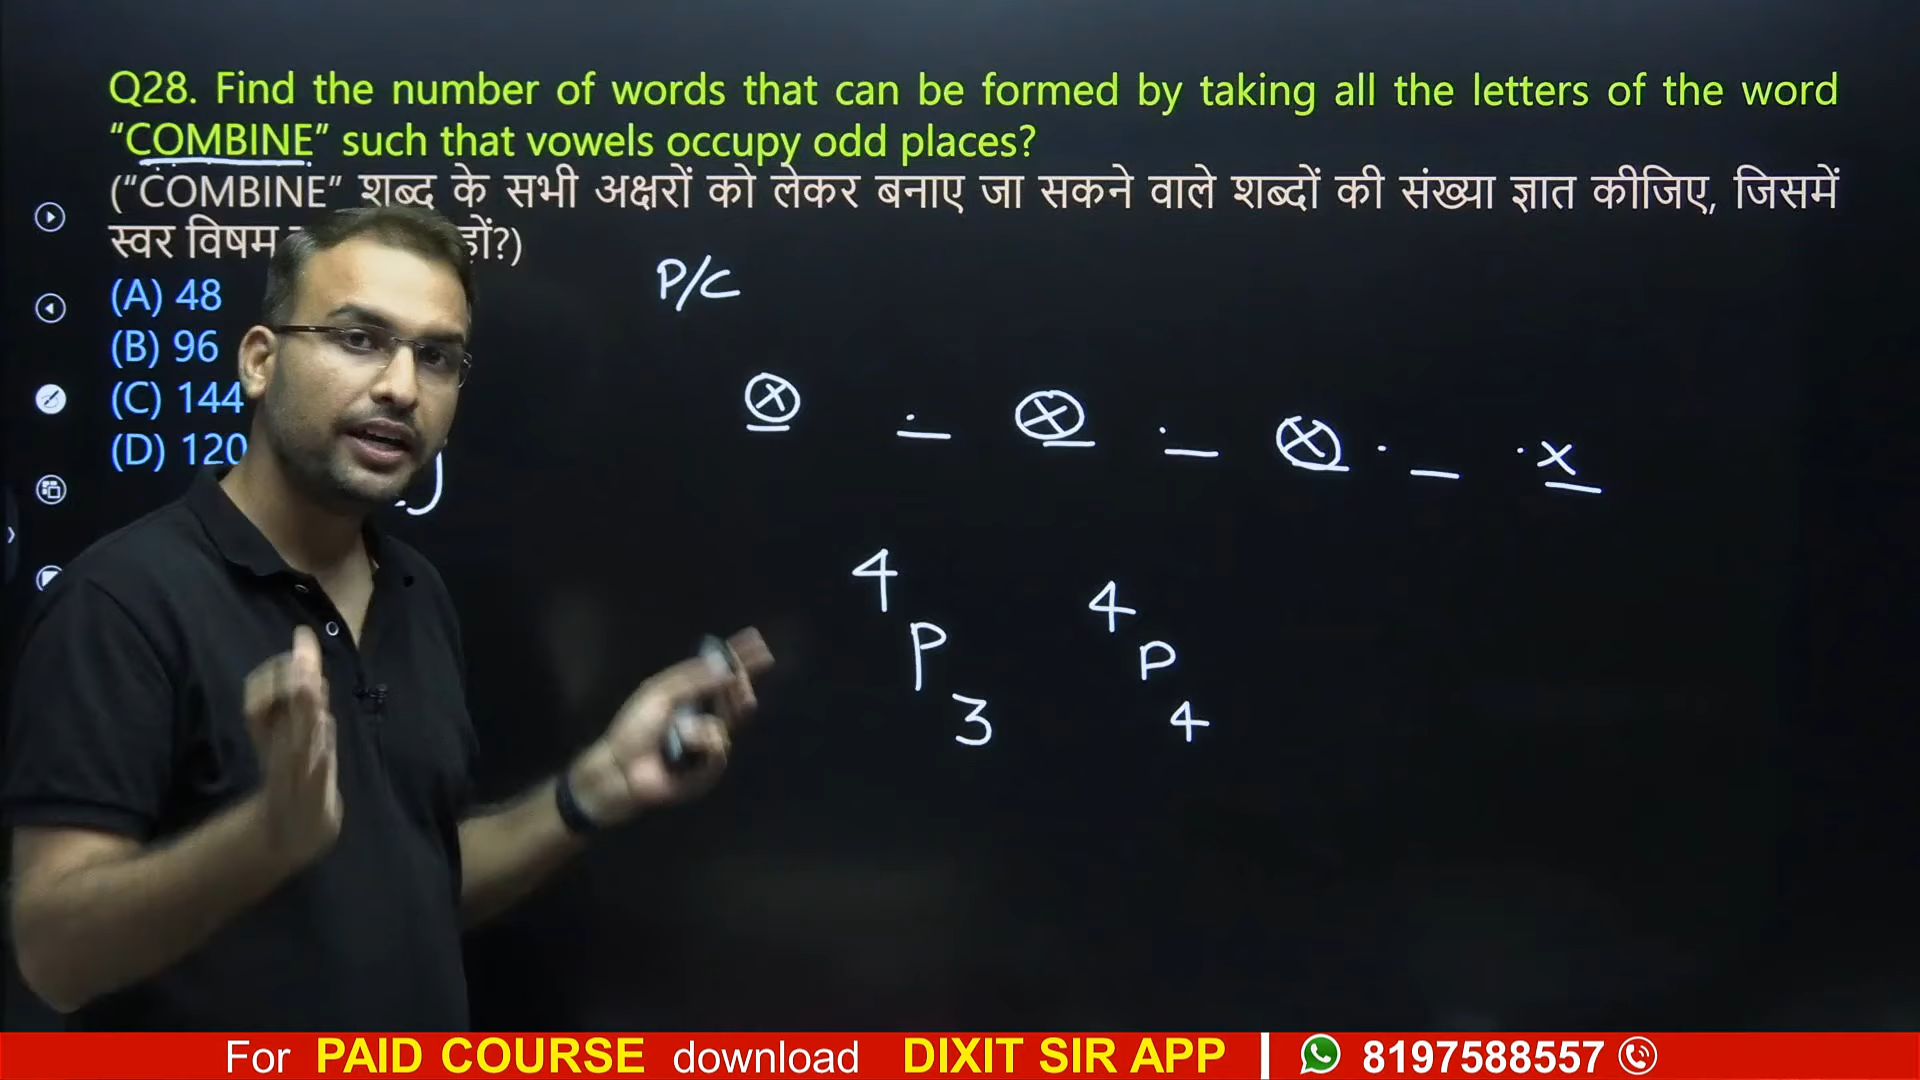 Q28. Find the number of words that can be formed by taking all the letters of the word
“COMBINE” such that vowels occupy odd places?
(“COMBINE” शब्द के सभी अक्षरों को लेकर बनाए जा सकने वाले शब्दों की संख्या ज्ञात कीजिए, जिसमें
स्वर विषम हों?)
P/C
(A) 48
(B) 96
(C) 144
(D) 120
x x x x
4 P 3 4 P 4
For PAID COURSE download DIXIT SIR APP | 8197588557